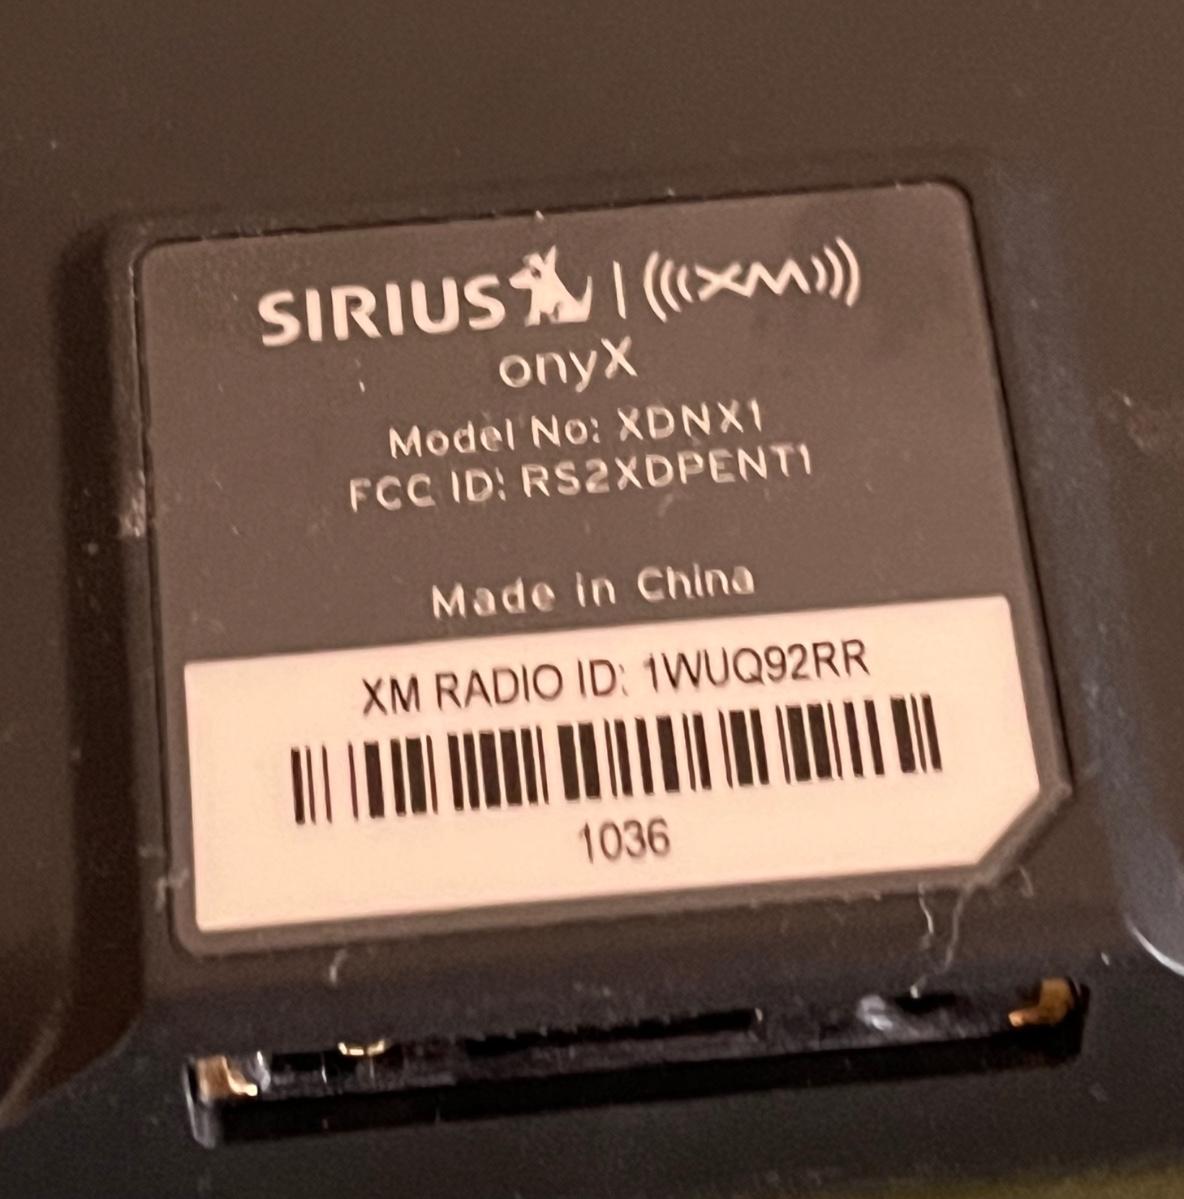 SIRIUS | (((XM)))
onyX
Model No: XDNX1
FCC ID: RS2XDPENT1
Made in China
XM RADIO ID: 1WUQ92RR
1036